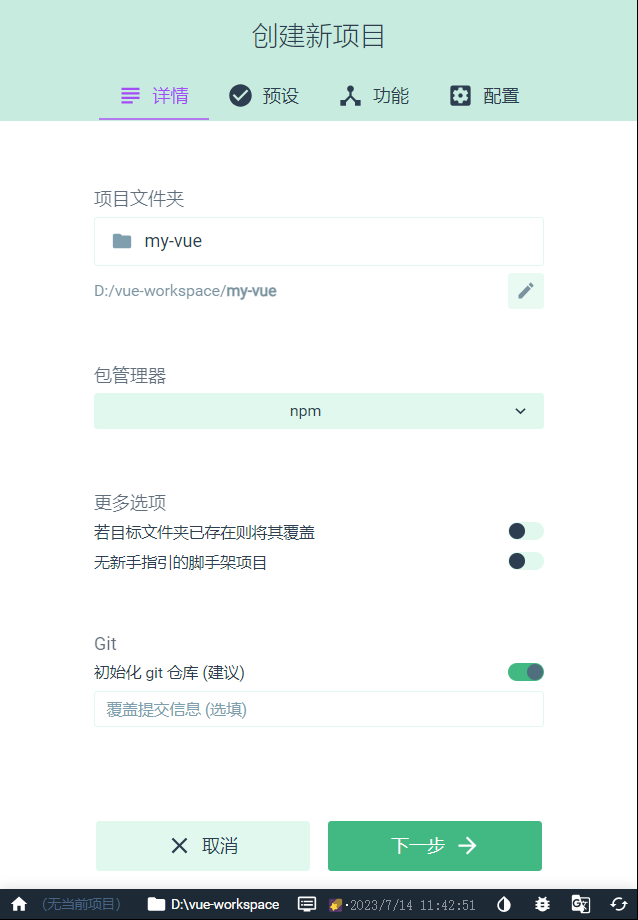 创建新项目
详情 预设 功能 配置
项目文件夹
my-vue
D:/vue-workspace/my-vue
包管理器
npm
更多选项
若目标文件夹已存在则将其覆盖
无新手指引的脚手架项目
Git
初始化 git 仓库 (建议)
覆盖提交信息 (选填)
取消 下一步
(无当前项目) D:\vue-workspace ·2023/7/14 11:42:51